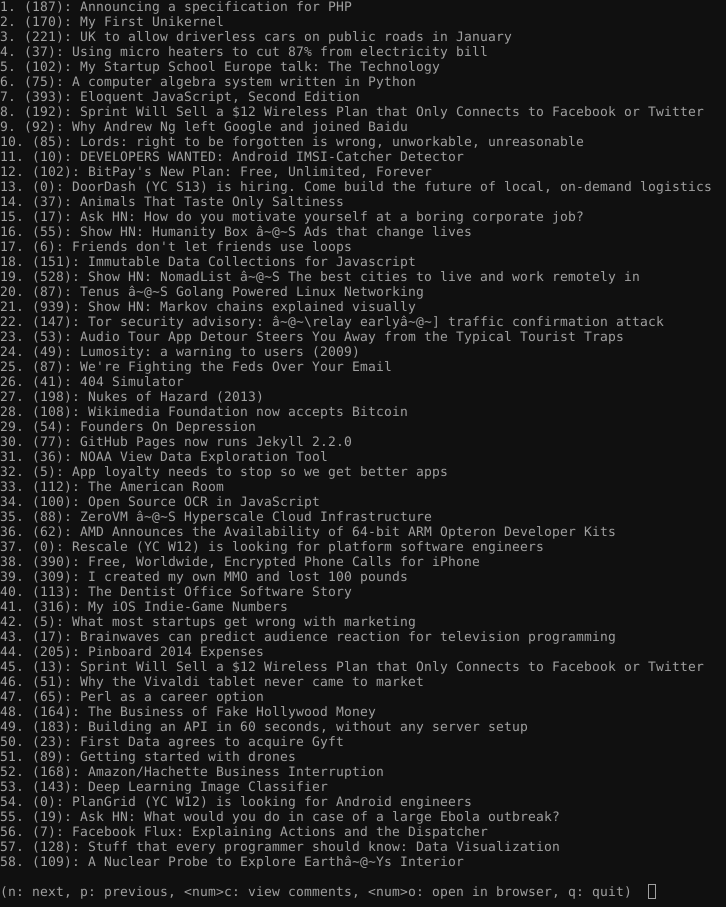 1. (187): Announcing a specification for PHP
2. (170): My First Unikernel
3. (221): UK to allow driverless cars on public roads in January
4. (37): Using micro heaters to cut 87% from electricity bill
5. (102): My Startup School Europe talk: The Technology
6. (75): A computer algebra system written in Python
7. (393): Eloquent JavaScript, Second Edition
8. (192): Sprint Will Sell a $12 Wireless Plan that Only Connects to Facebook or Twitter
9. (92): Why Andrew Ng left Google and joined Baidu
10. (85): Lords: right to be forgotten is wrong, unworkable, unreasonable
11. (10): DEVELOPERS WANTED: Android IMSI-Catcher Detector
12. (102): BitPay's New Plan: Free, Unlimited, Forever
13. (0): DoorDash (YC S13) is hiring. Come build the future of local, on-demand logistics
14. (37): Animals That Taste Only Saltiness
15. (17): Ask HN: How do you motivate yourself at a boring corporate job?
16. (55): Show HN: Humanity Box â~@~S Ads that change lives
17. (6): Friends don't let friends use loops
18. (151): Immutable Data Collections for Javascript
19. (528): Show HN: NomadList â~@~S The best cities to live and work remotely in
20. (87): Tenus â~@~S Golang Powered Linux Networking
21. (939): Show HN: Markov chains explained visually
22. (147): Tor security advisory: â~@~\relay earlyâ~@~] traffic confirmation attack
23. (53): Audio Tour App Detour Steers You Away from the Typical Tourist Traps
24. (49): Lumosity: a warning to users (2009)
25. (87): We're Fighting the Feds Over Your Email
26. (41): 404 Simulator
27. (198): Nukes of Hazard (2013)
28. (108): Wikimedia Foundation now accepts Bitcoin
29. (54): Founders On Depression
30. (77): GitHub Pages now runs Jekyll 2.2.0
31. (36): NOAA View Data Exploration Tool
32. (5): App loyalty needs to stop so we get better apps
33. (112): The American Room
34. (100): Open Source OCR in JavaScript
35. (88): ZeroVM â~@~S Hyperscale Cloud Infrastructure
36. (62): AMD Announces the Availability of 64-bit ARM Opteron Developer Kits
37. (0): Rescale (YC W12) is looking for platform software engineers
38. (390): Free, Worldwide, Encrypted Phone Calls for iPhone
39. (309): I created my own MMO and lost 100 pounds
40. (113): The Dentist Office Software Story
41. (316): My iOS Indie-Game Numbers
42. (5): What most startups get wrong with marketing
43. (17): Brainwaves can predict audience reaction for television programming
44. (205): Pinboard 2014 Expenses
45. (13): Sprint Will Sell a $12 Wireless Plan that Only Connects to Facebook or Twitter
46. (51): Why the Vivaldi tablet never came to market
47. (65): Perl as a career option
48. (164): The Business of Fake Hollywood Money
49. (183): Building an API in 60 seconds, without any server setup
50. (23): First Data agrees to acquire Gyft
51. (89): Getting started with drones
52. (168): Amazon/Hachette Business Interruption
53. (143): Deep Learning Image Classifier
54. (0): PlanGrid (YC W12) is looking for Android engineers
55. (19): Ask HN: What would you do in case of a large Ebola outbreak?
56. (7): Facebook Flux: Explaining Actions and the Dispatcher
57. (128): Stuff that every programmer should know: Data Visualization
58. (109): A Nuclear Probe to Explore Earthâ~@~Ys Interior
(n: next, p: previous, <num>c: view comments, <num>o: open in browser, q: quit)